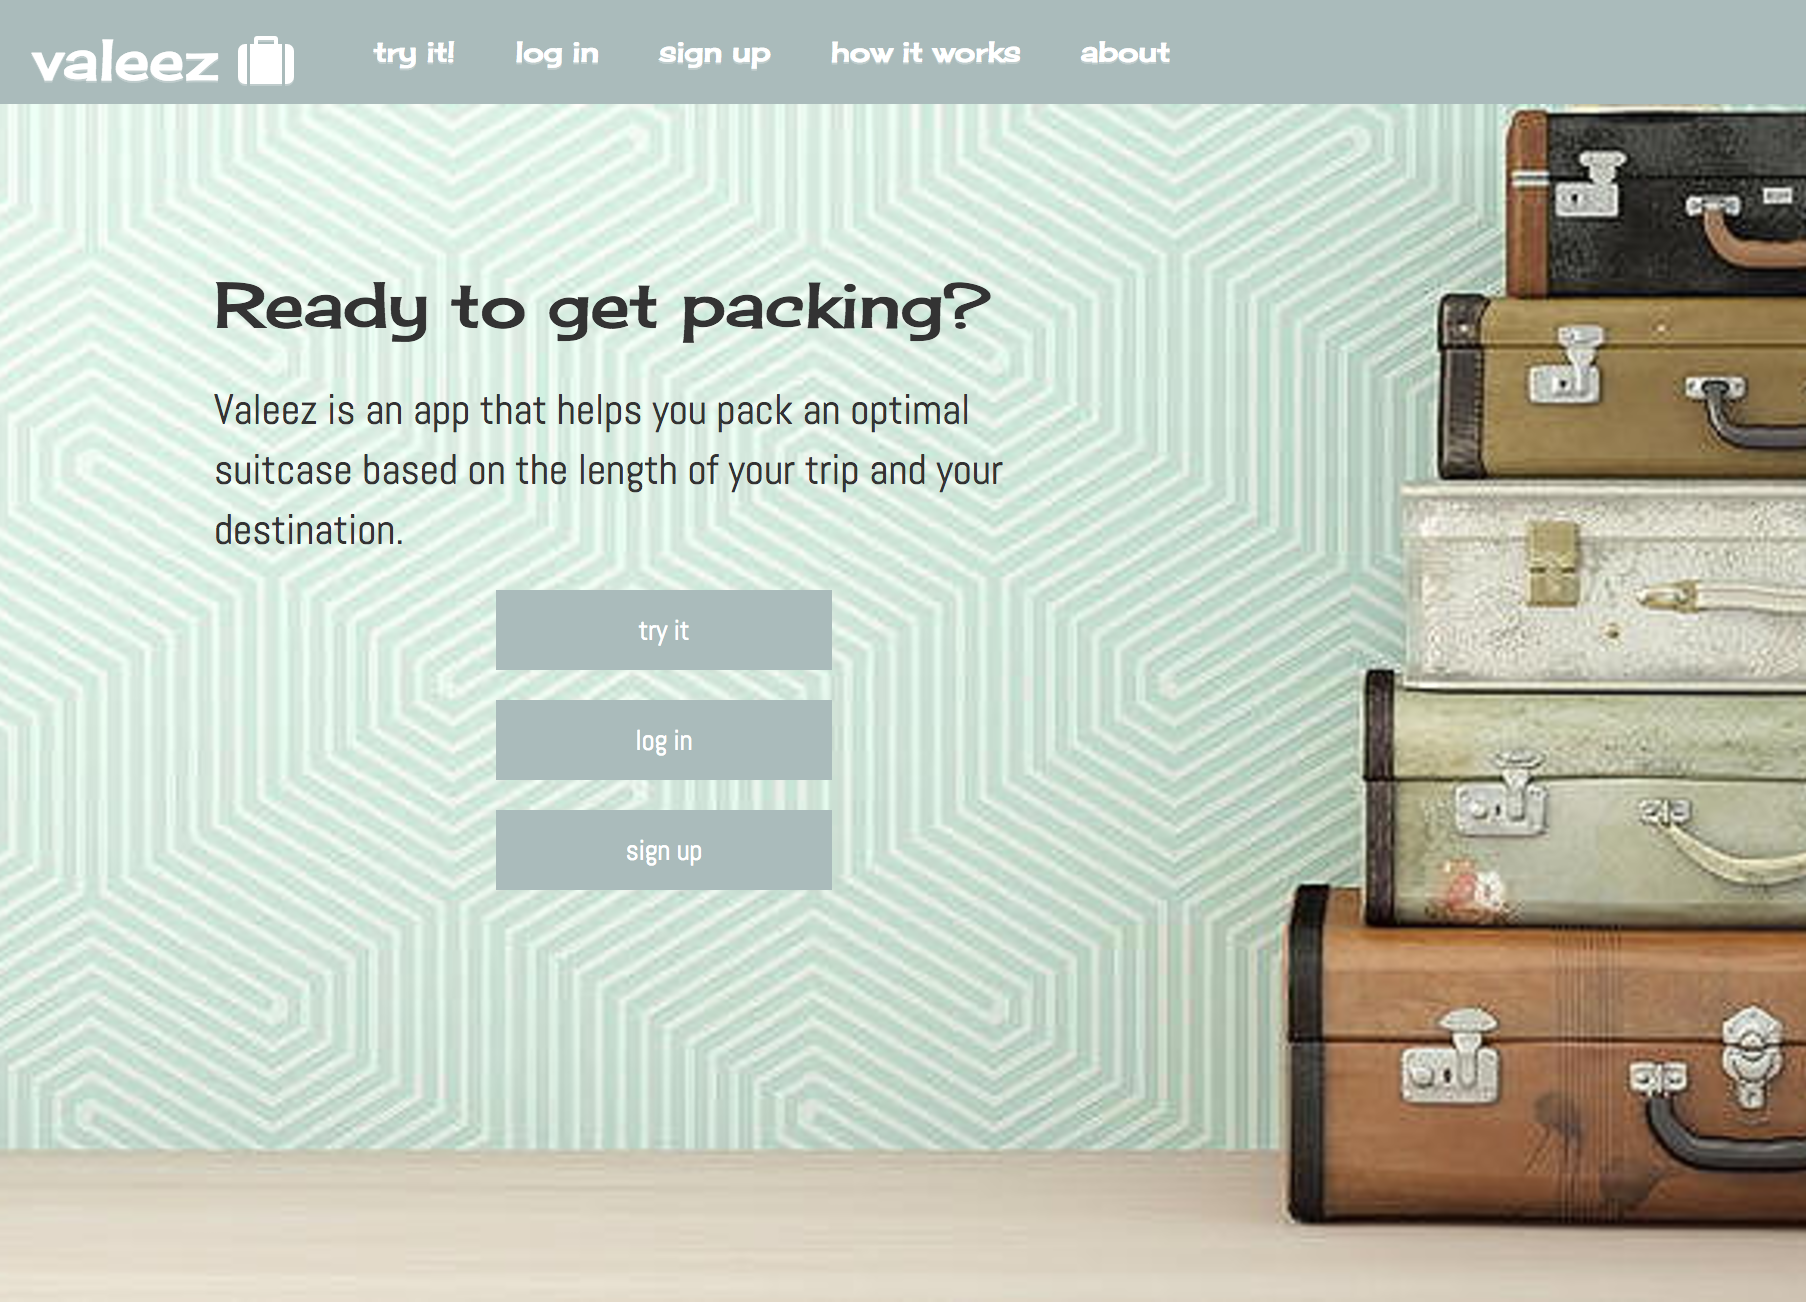 valeez
try it! log in sign up how it works about
Ready to get packing?
Valeez is an app that helps you pack an optimal
suitcase based on the length of your trip and your
destination.
try it
log in
sign up